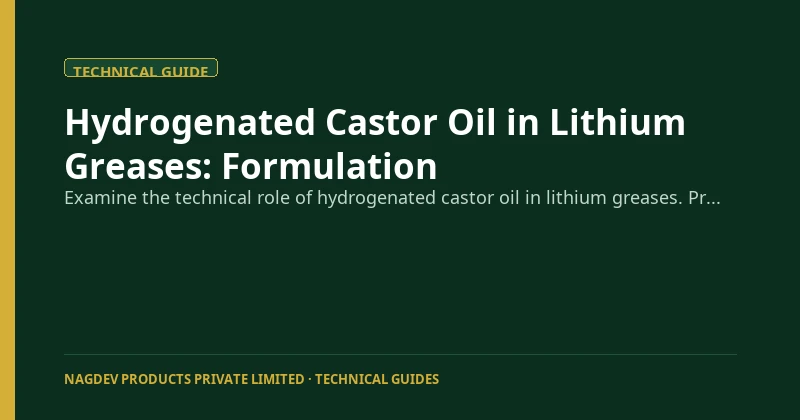 TECHNICAL GUIDE
Hydrogenated Castor Oil in Lithium
Greases: Formulation
Examine the technical role of hydrogenated castor oil in lithium greases. Pr...
NAGDEV PRODUCTS PRIVATE LIMITED · TECHNICAL GUIDES